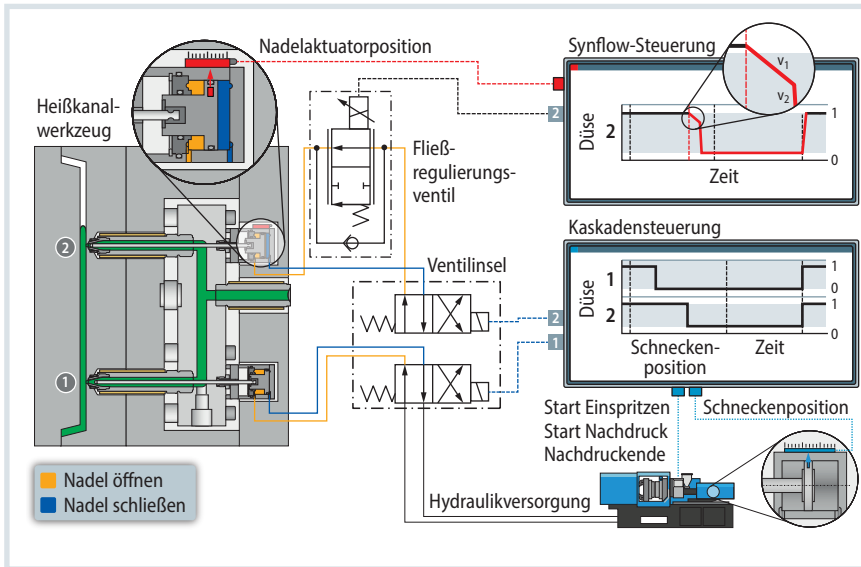 Nadelaktuatorposition
Synflow-Steuerung
Heißkanal-
werkzeug
Fließ-
regulierungs-
ventil
2
v1
v2
Düse
2
1
0
Zeit
Kaskadensteuerung
Ventilinsel
2
1
Düse
1
1
0
2
1
0
Schnecken-
position
Zeit
2
1
Start Einspritzen
Start Nachdruck
Nachdruckende
Schneckenposition
Nadel öffnen
Nadel schließen
Hydraulikversorgung